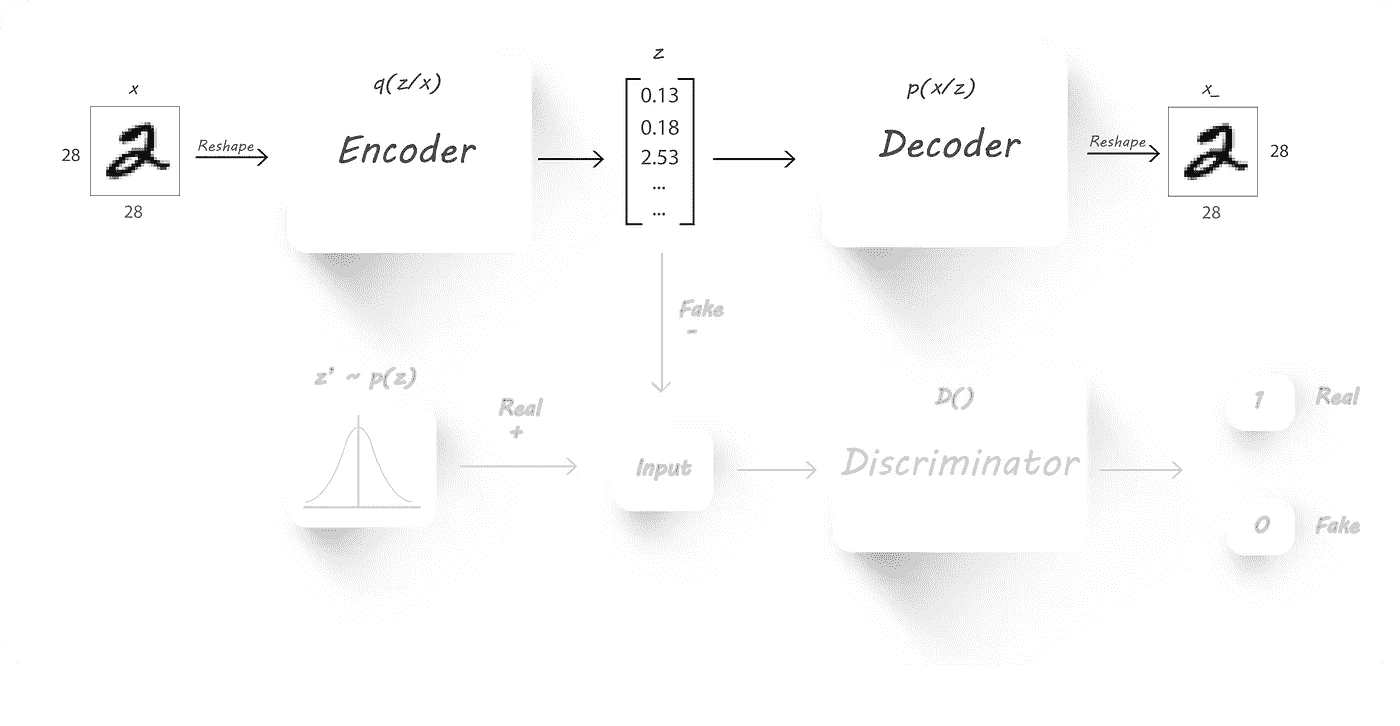 x
28
28
Reshape
q(z/x)
Encoder
z
0.13
0.18
2.53
...
...
p(x/z)
Decoder
Reshape
x_
28
28
Fake
-
z' ~ p(z)
Real
+
Input
D()
Discriminator
1
Real
0
Fake